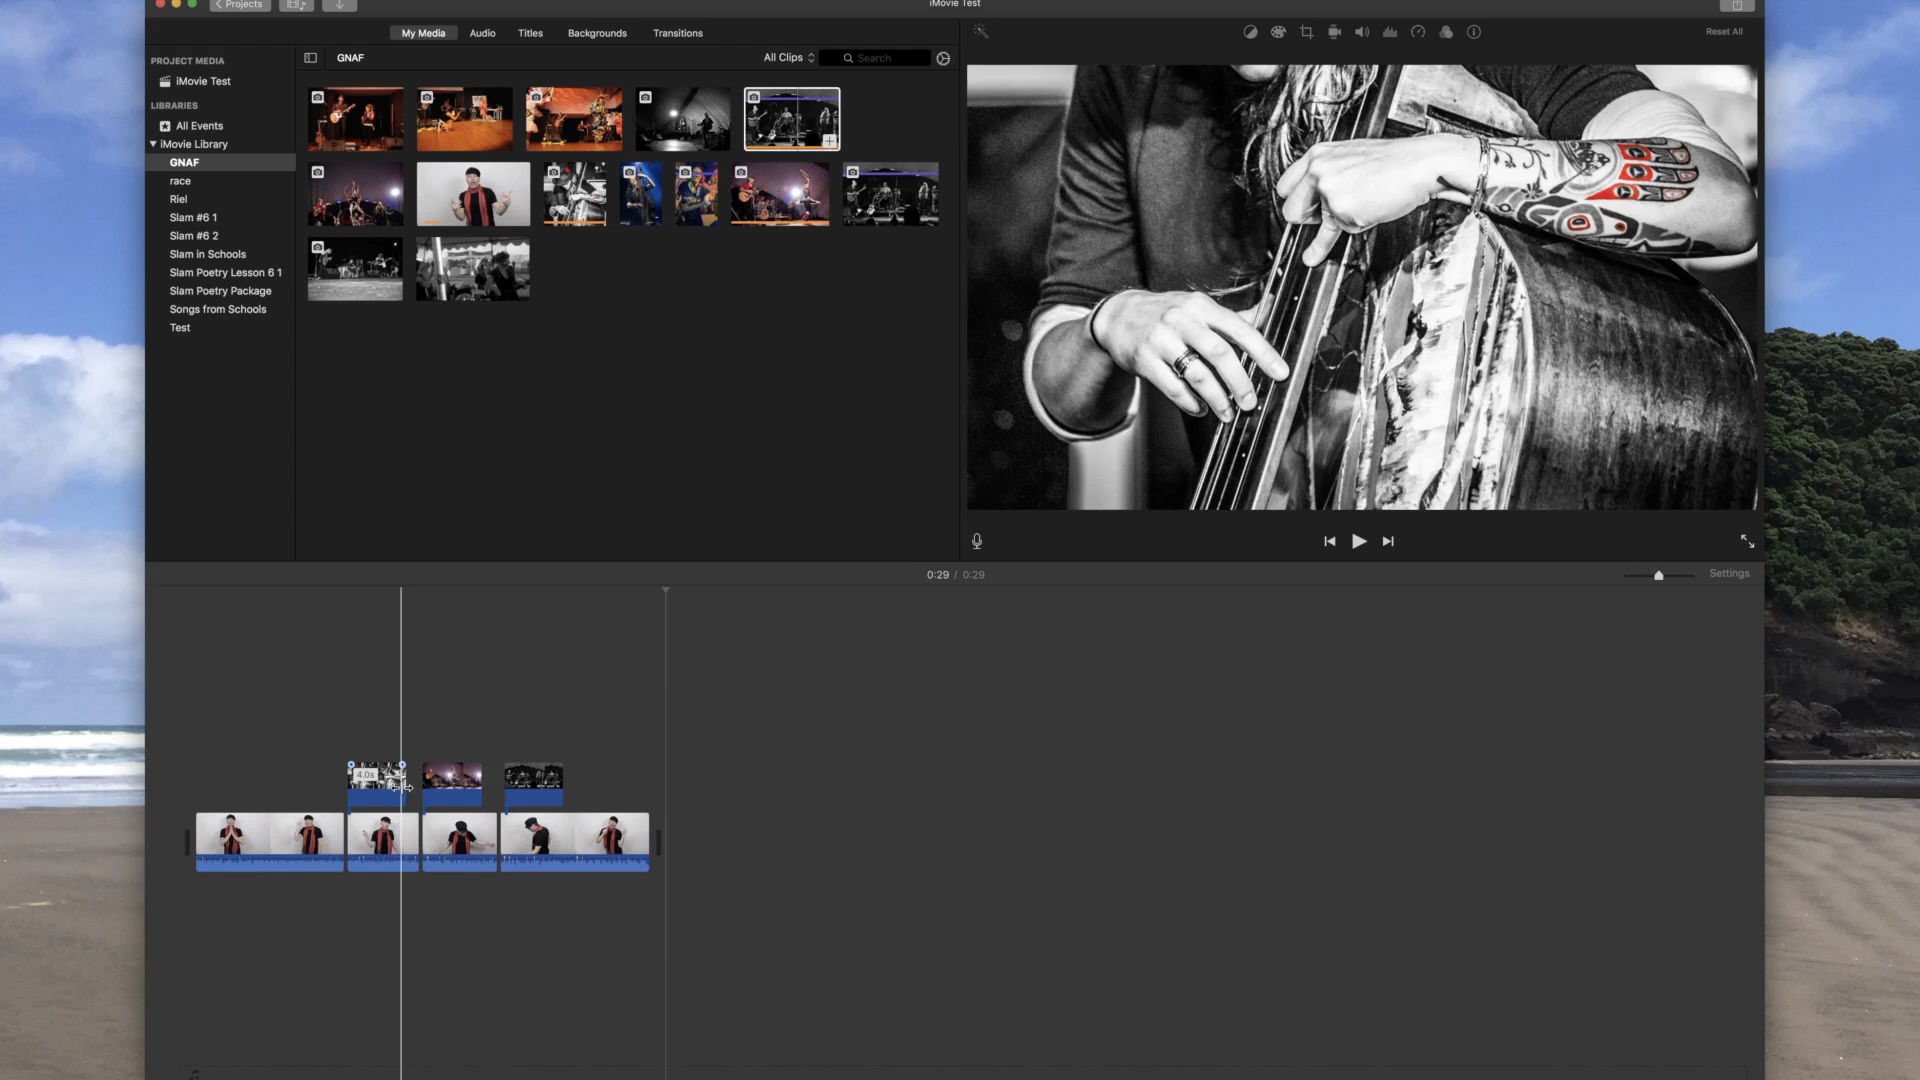 Projects
iMovie Test
My Media
Audio
Titles
Backgrounds
Transitions
Reset All
PROJECT MEDIA
iMovie Test
LIBRARIES
All Events
iMovie Library
GNAF
race
Riel
Slam #6 1
Slam #6 2
Slam in Schools
Slam Poetry Lesson 6 1
Slam Poetry Package
Songs from Schools
Test
GNAF
All Clips
Search
0:29 / 0:29
Settings
4.0s